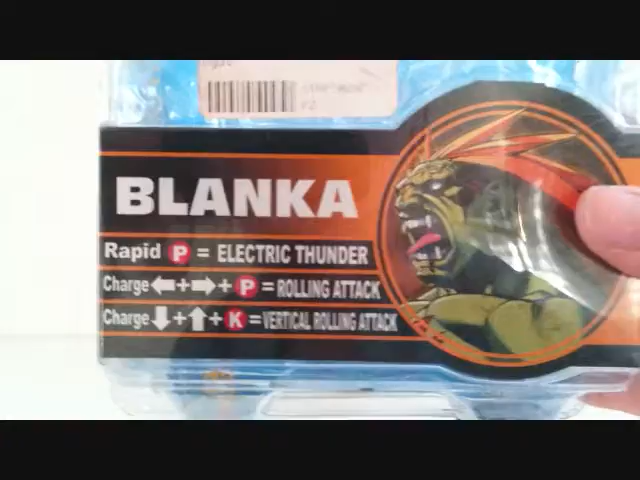 BLANKA
Rapid P = ELECTRIC THUNDER
Charge ← + → + P = ROLLING ATTACK
Charge ↓ + ↑ + K = VERTICAL ROLLING ATTACK